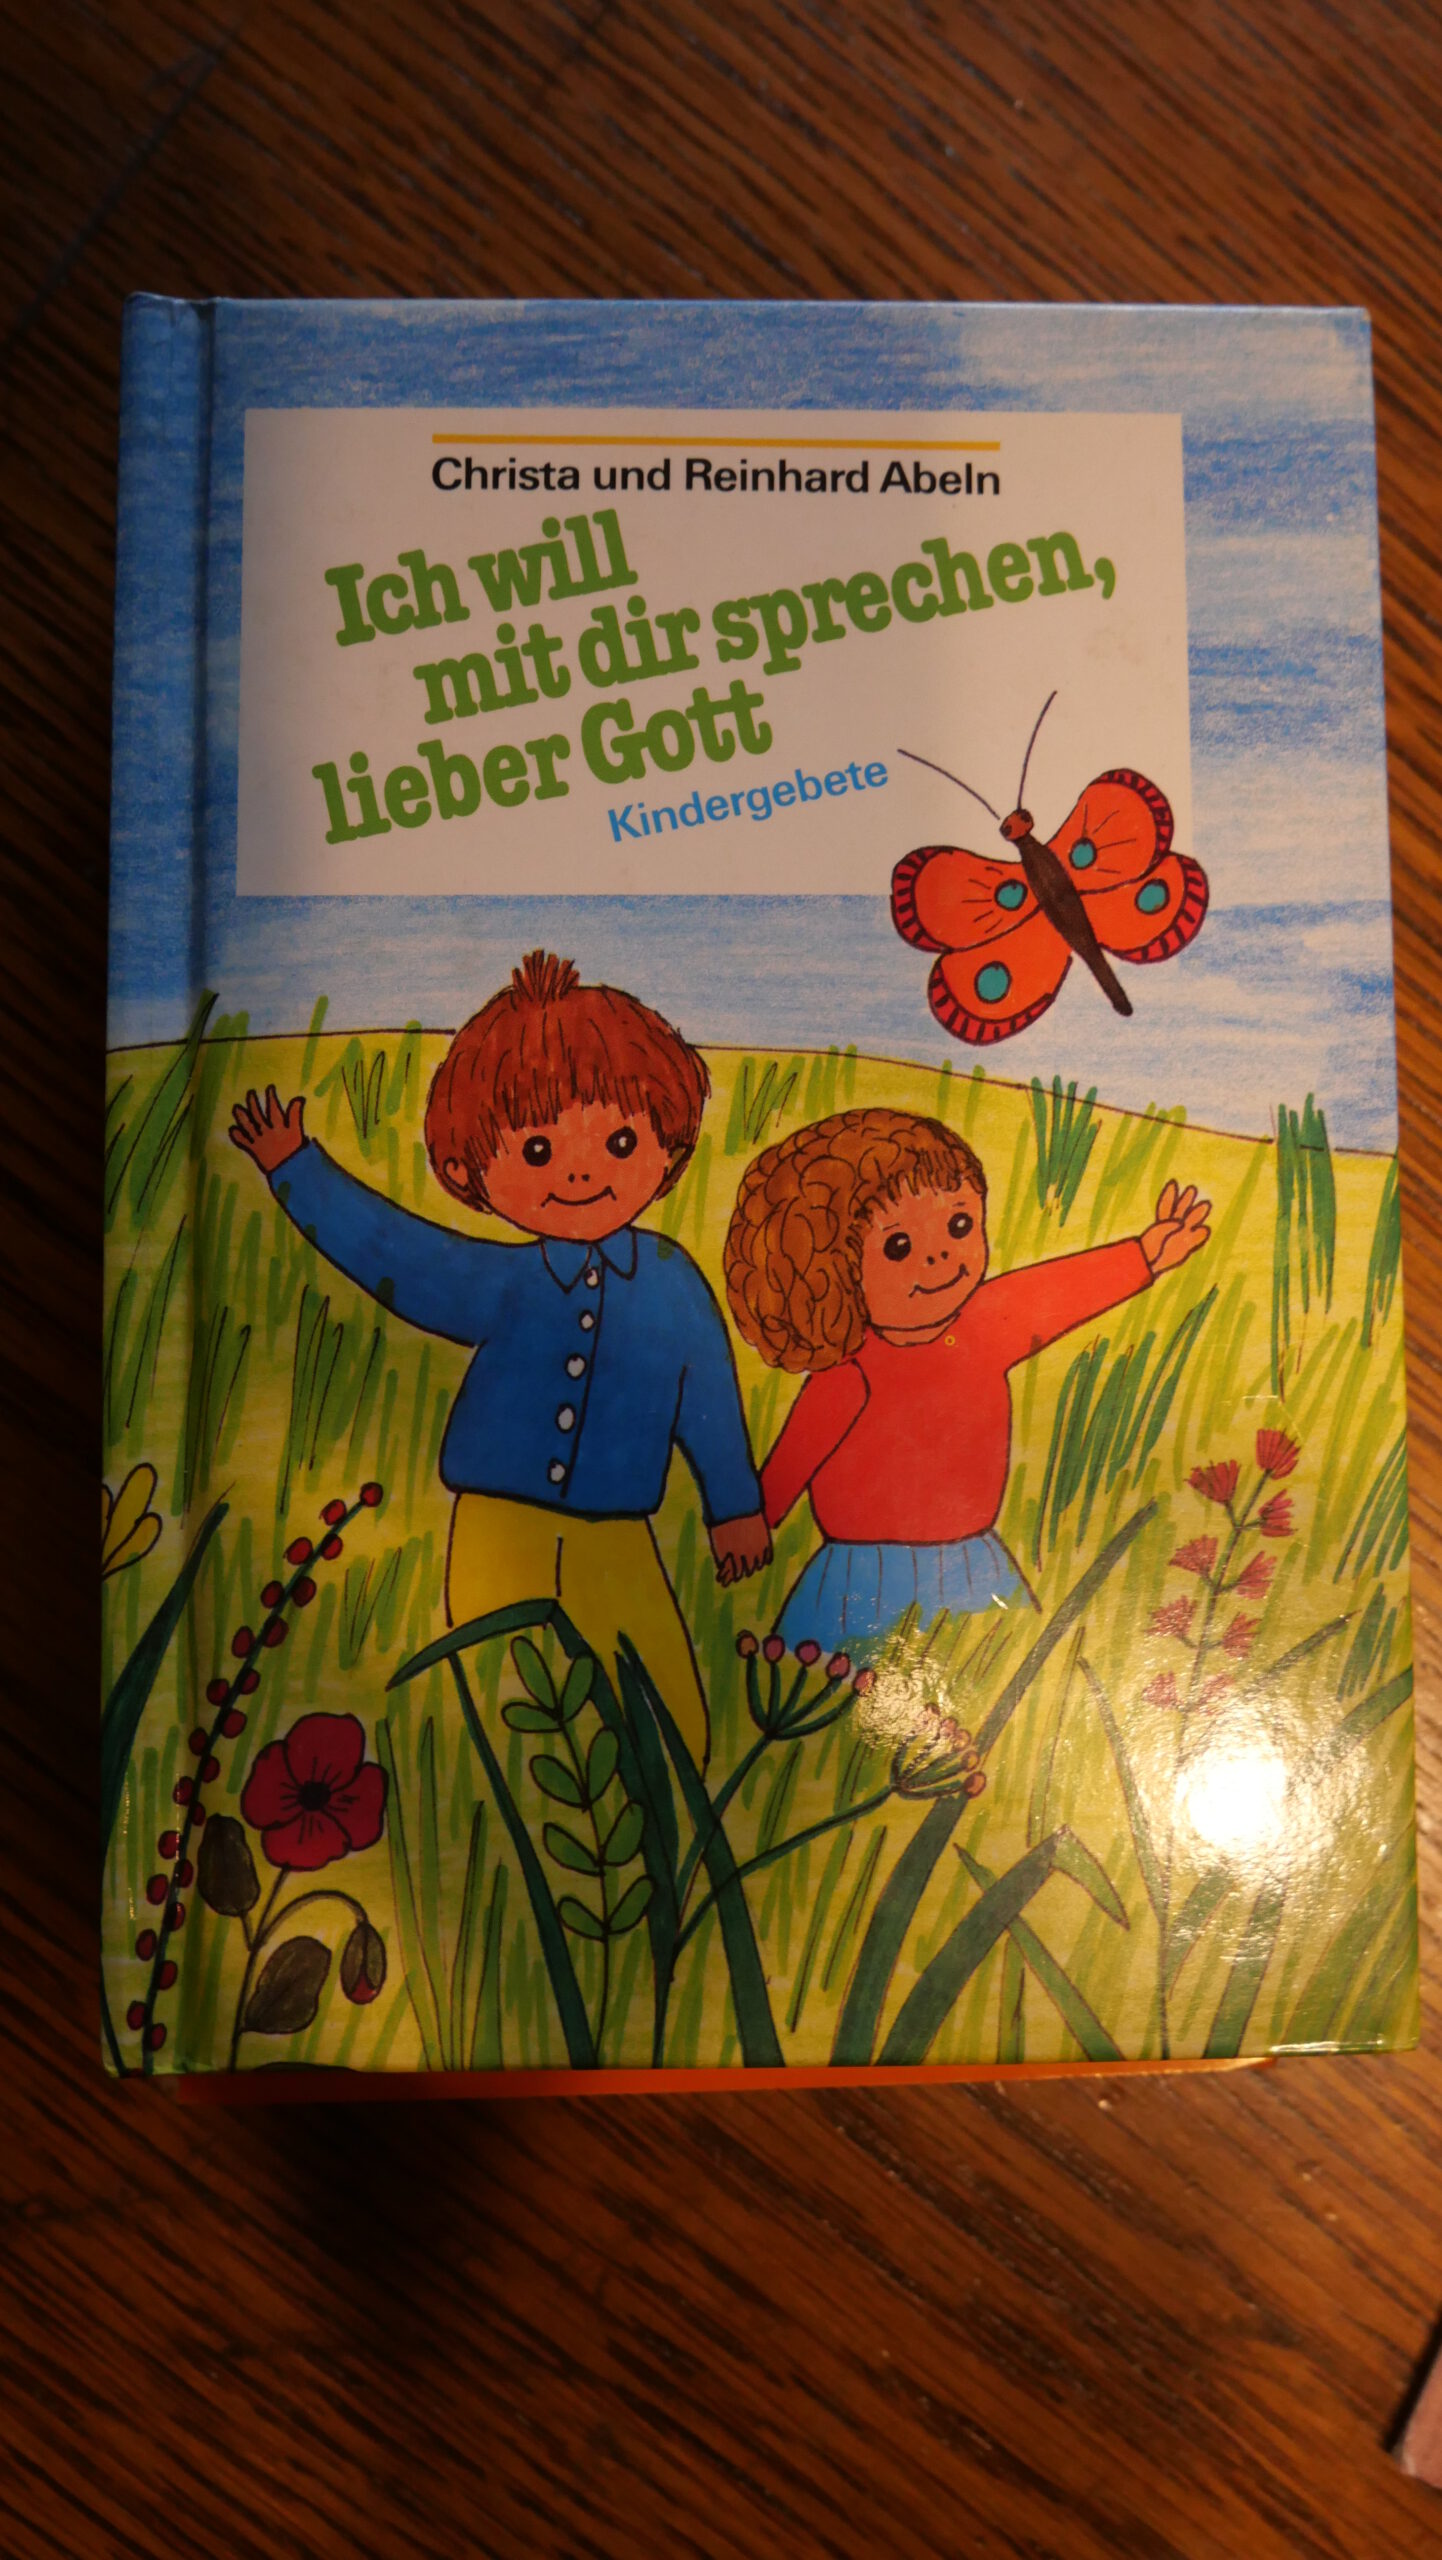 Christa und Reinhard Abeln
Ich will
mit dir sprechen,
lieber Gott
Kindergebete